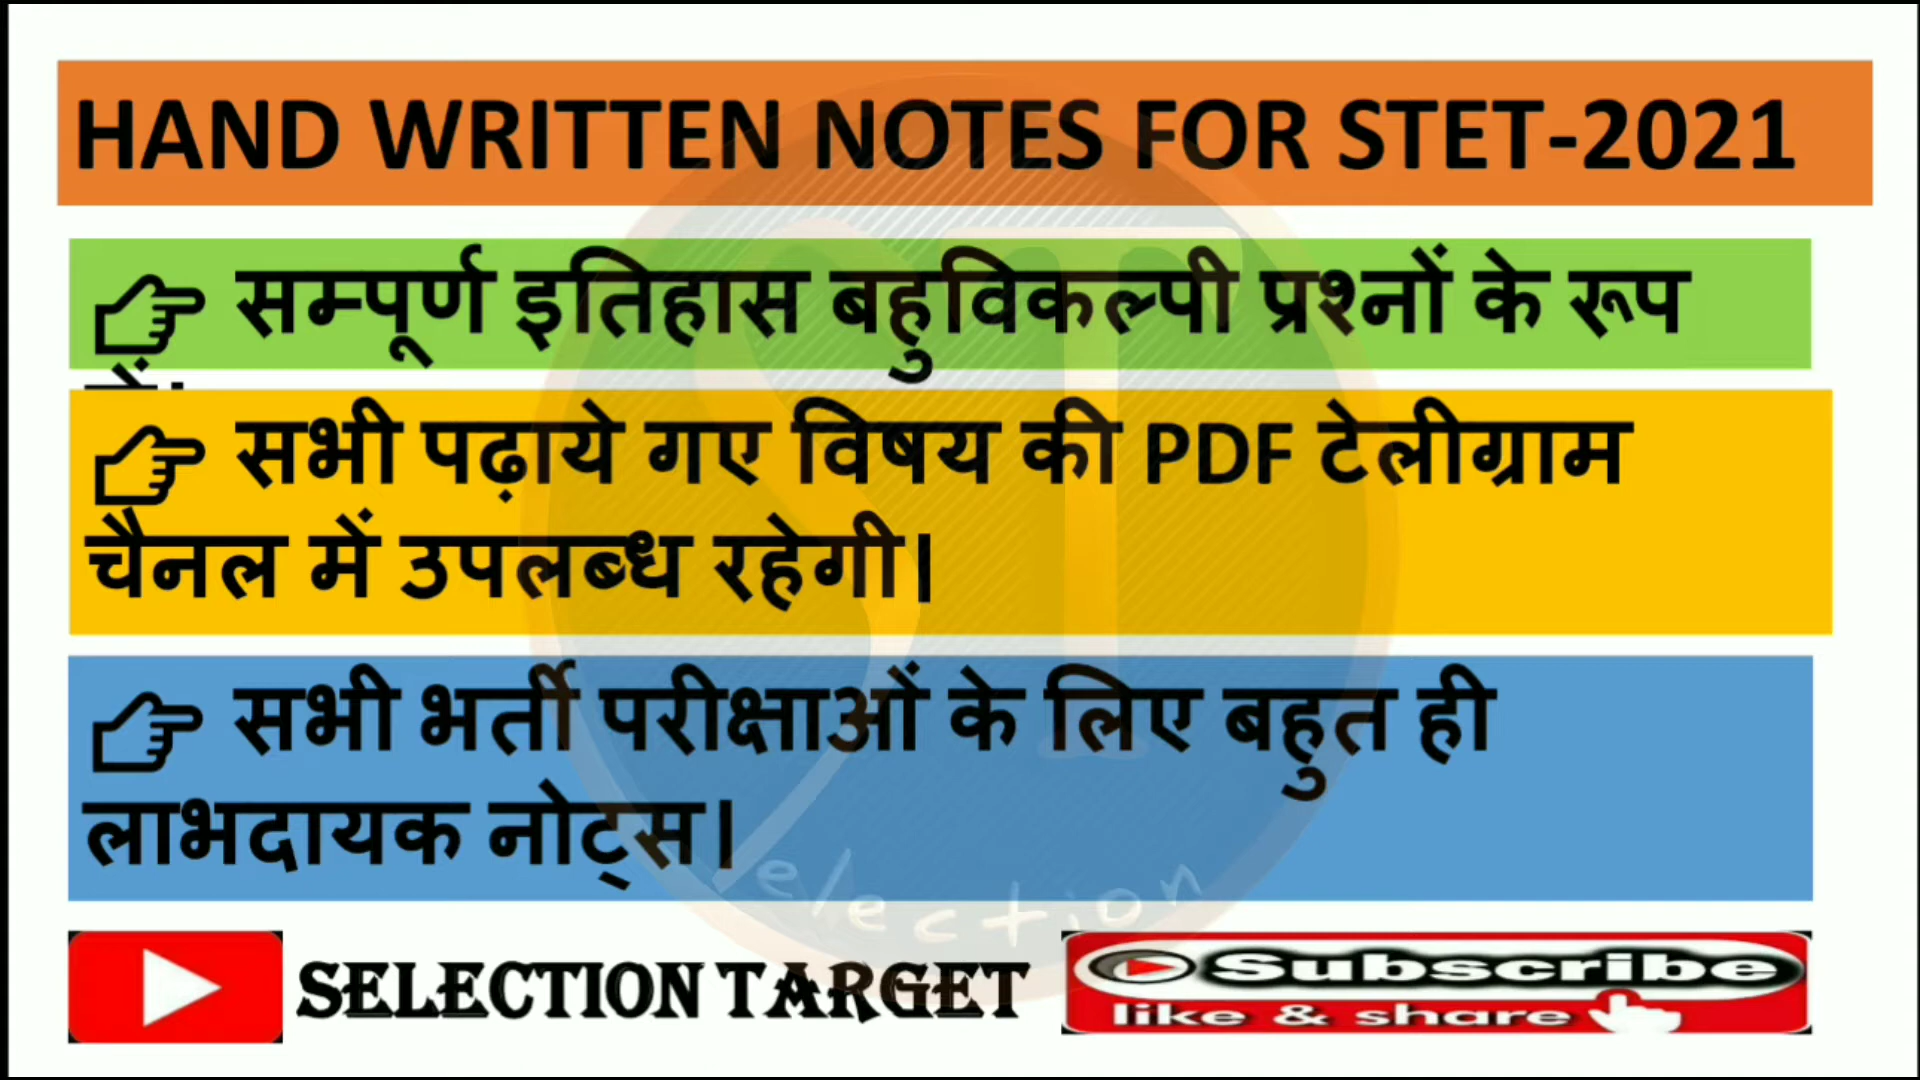 HAND WRITTEN NOTES FOR STET-2021
👉 सम्पूर्ण इतिहास बहुविकल्पी प्रश्नों के रूप
👉 सभी पढ़ाये गए विषय की PDF टेलीग्राम
चैनल में उपलब्ध रहेगी।
👉 सभी भर्ती परीक्षाओं के लिए बहुत ही
लाभदायक नोट्स।
election
SELECTION TARGET
Subscribe
like & share